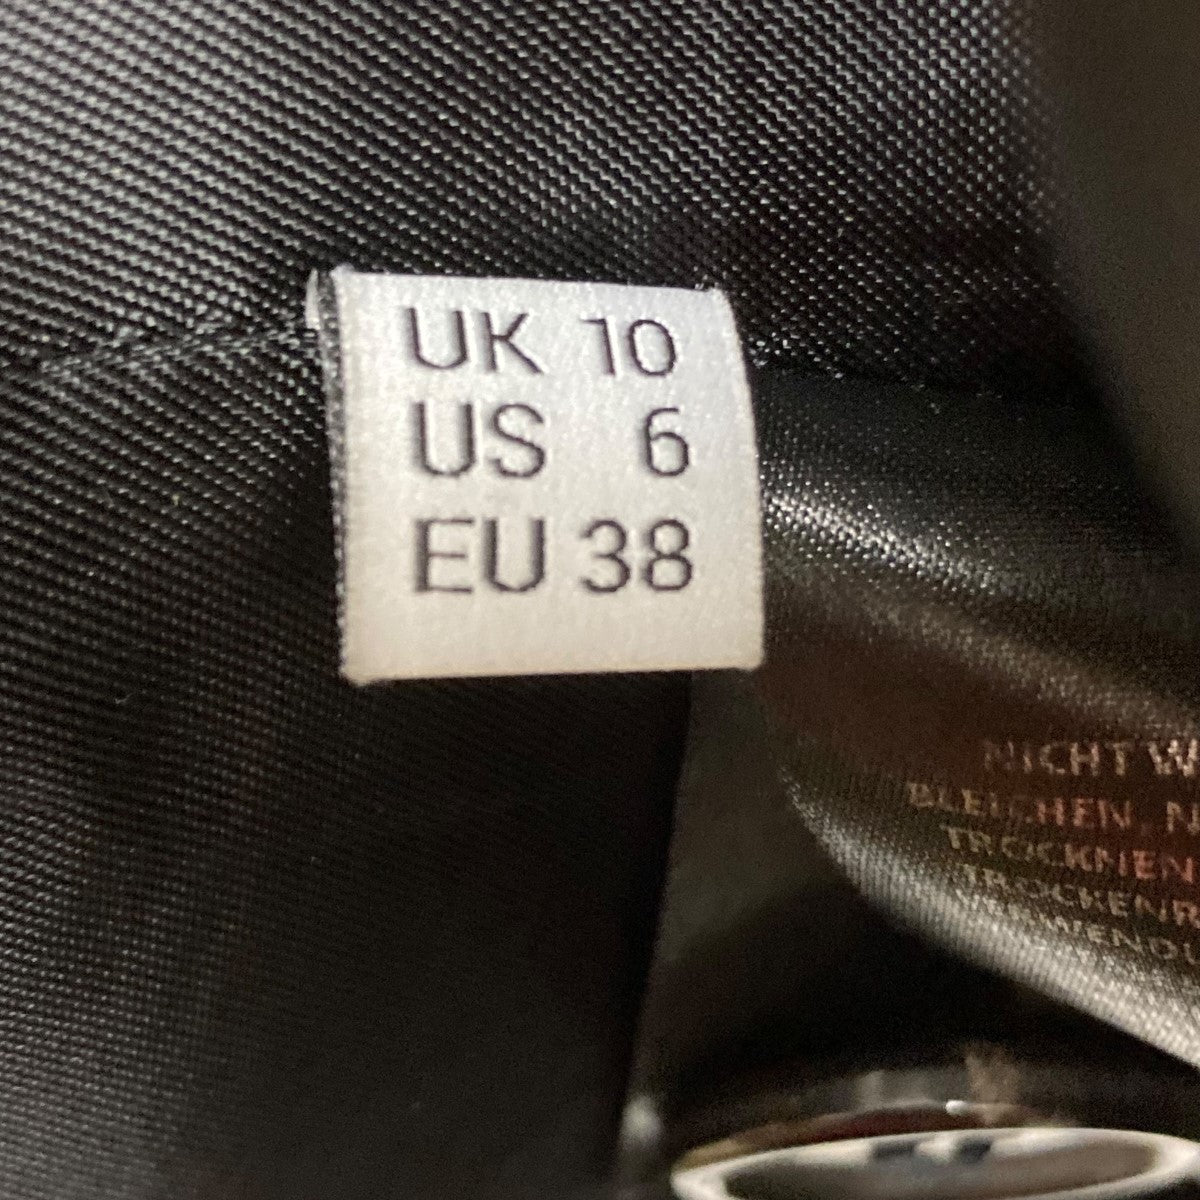 UK 10
US 6
EU 38
NICHT
BLEICHEN,
TROCKNEN